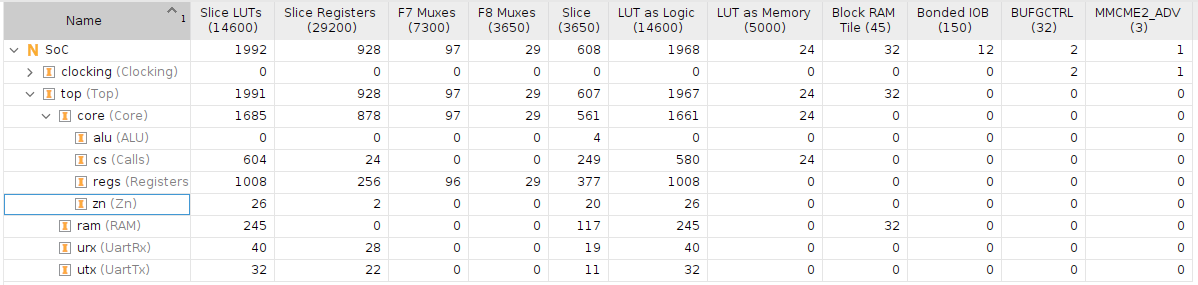 Name 1 Slice LUTs (14600) Slice Registers (29200) F7 Muxes (7300) F8 Muxes (3650) Slice (3650) LUT as Logic (14600) LUT as Memory (5000) Block RAM Tile (45) Bonded IOB (150) BUFGCTRL (32) MMCME2_ADV (3)
N SoC 1992 928 97 29 608 1968 24 32 12 2 1
I clocking (Clocking) 0 0 0 0 0 0 0 0 0 2 1
I top (Top) 1991 928 97 29 607 1967 24 32 0 0 0
I core (Core) 1685 878 97 29 561 1661 24 0 0 0 0
I alu (ALU) 0 0 0 0 4 0 0 0 0 0 0
I cs (Calls) 604 24 0 0 249 580 24 0 0 0 0
I regs (Registers 1008 256 96 29 377 1008 0 0 0 0 0
I zn (Zn) 26 2 0 0 20 26 0 0 0 0 0
I ram (RAM) 245 0 0 0 117 245 0 32 0 0 0
I urx (UartRx) 40 28 0 0 19 40 0 0 0 0 0
I utx (UartTx) 32 22 0 0 11 32 0 0 0 0 0